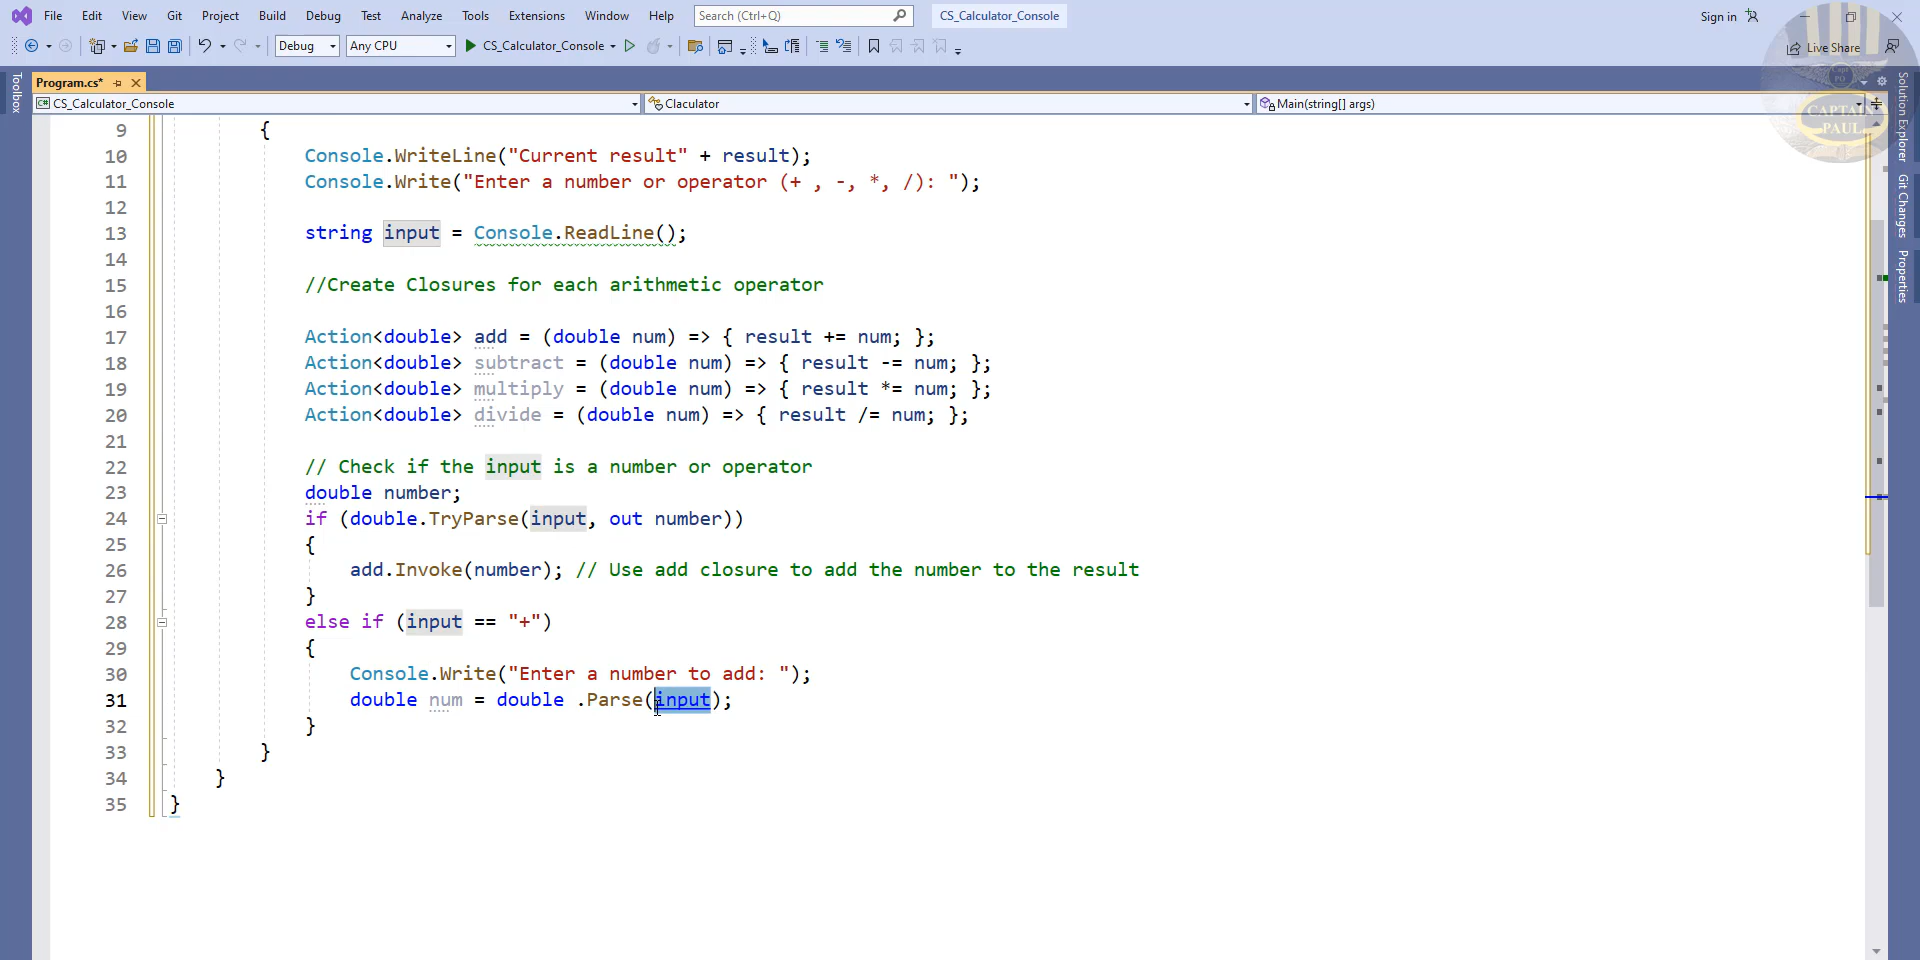 File Edit View Git Project Build Debug Test Analyze Tools Extensions Window Help Search (Ctrl+Q) CS_Calculator_Console Sign in
Debug Any CPU CS_Calculator_Console Live Share
Toolbox
Program.cs*
CS_Calculator_Console Claculator Main(string[] args)
CAPTAIN
PAUL
Solution Explorer
Git Changes
Properties
9 {
10 Console.WriteLine("Current result" + result);
11 Console.Write("Enter a number or operator (+ , -, *, /): ");
12
13 string input = Console.ReadLine();
14
15 //Create Closures for each arithmetic operator
16
17 Action<double> add = (double num) => { result += num; };
18 Action<double> subtract = (double num) => { result -= num; };
19 Action<double> multiply = (double num) => { result *= num; };
20 Action<double> divide = (double num) => { result /= num; };
21
22 // Check if the input is a number or operator
23 double number;
24 if (double.TryParse(input, out number))
25 {
26 add.Invoke(number); // Use add closure to add the number to the result
27 }
28 else if (input == "+")
29 {
30 Console.Write("Enter a number to add: ");
31 double num = double .Parse(input);
32 }
33 }
34 }
35 }